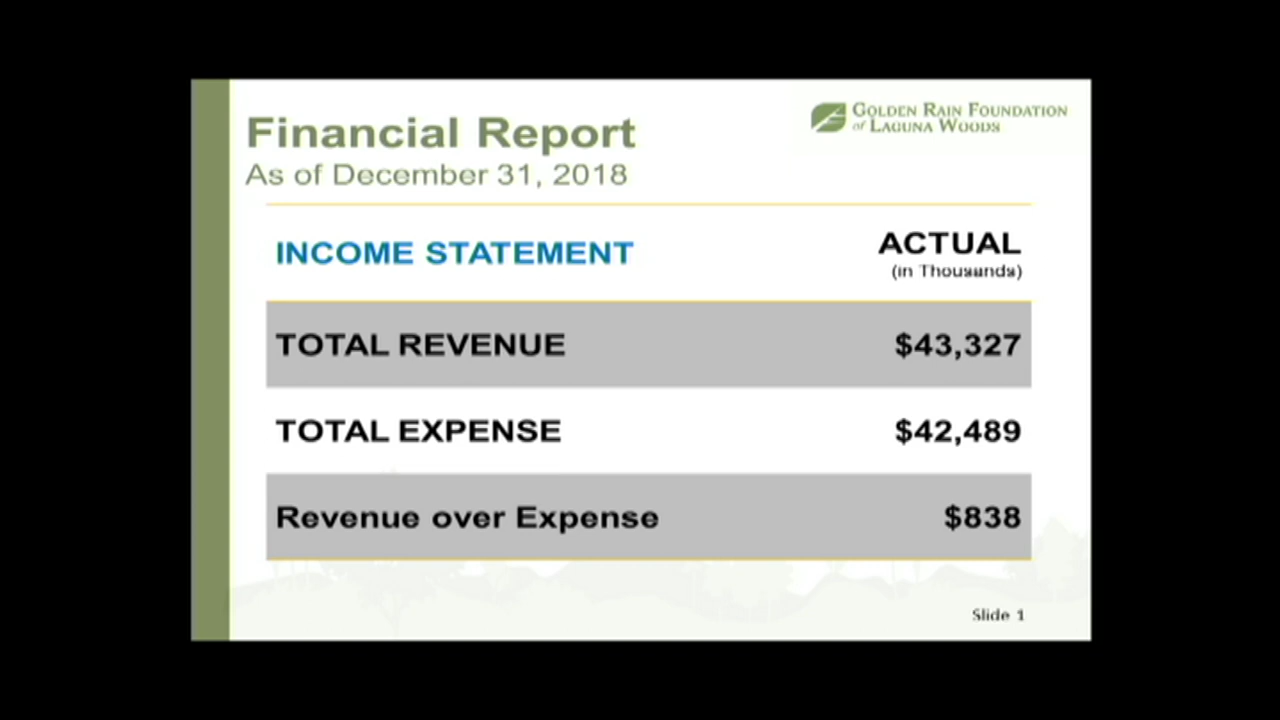 Financial Report
As of December 31, 2018
GOLDEN RAIN FOUNDATION
of LAGUNA WOODS
INCOME STATEMENT
ACTUAL
(in Thousands)
TOTAL REVENUE $43,327
TOTAL EXPENSE $42,489
Revenue over Expense $838
Slide 1